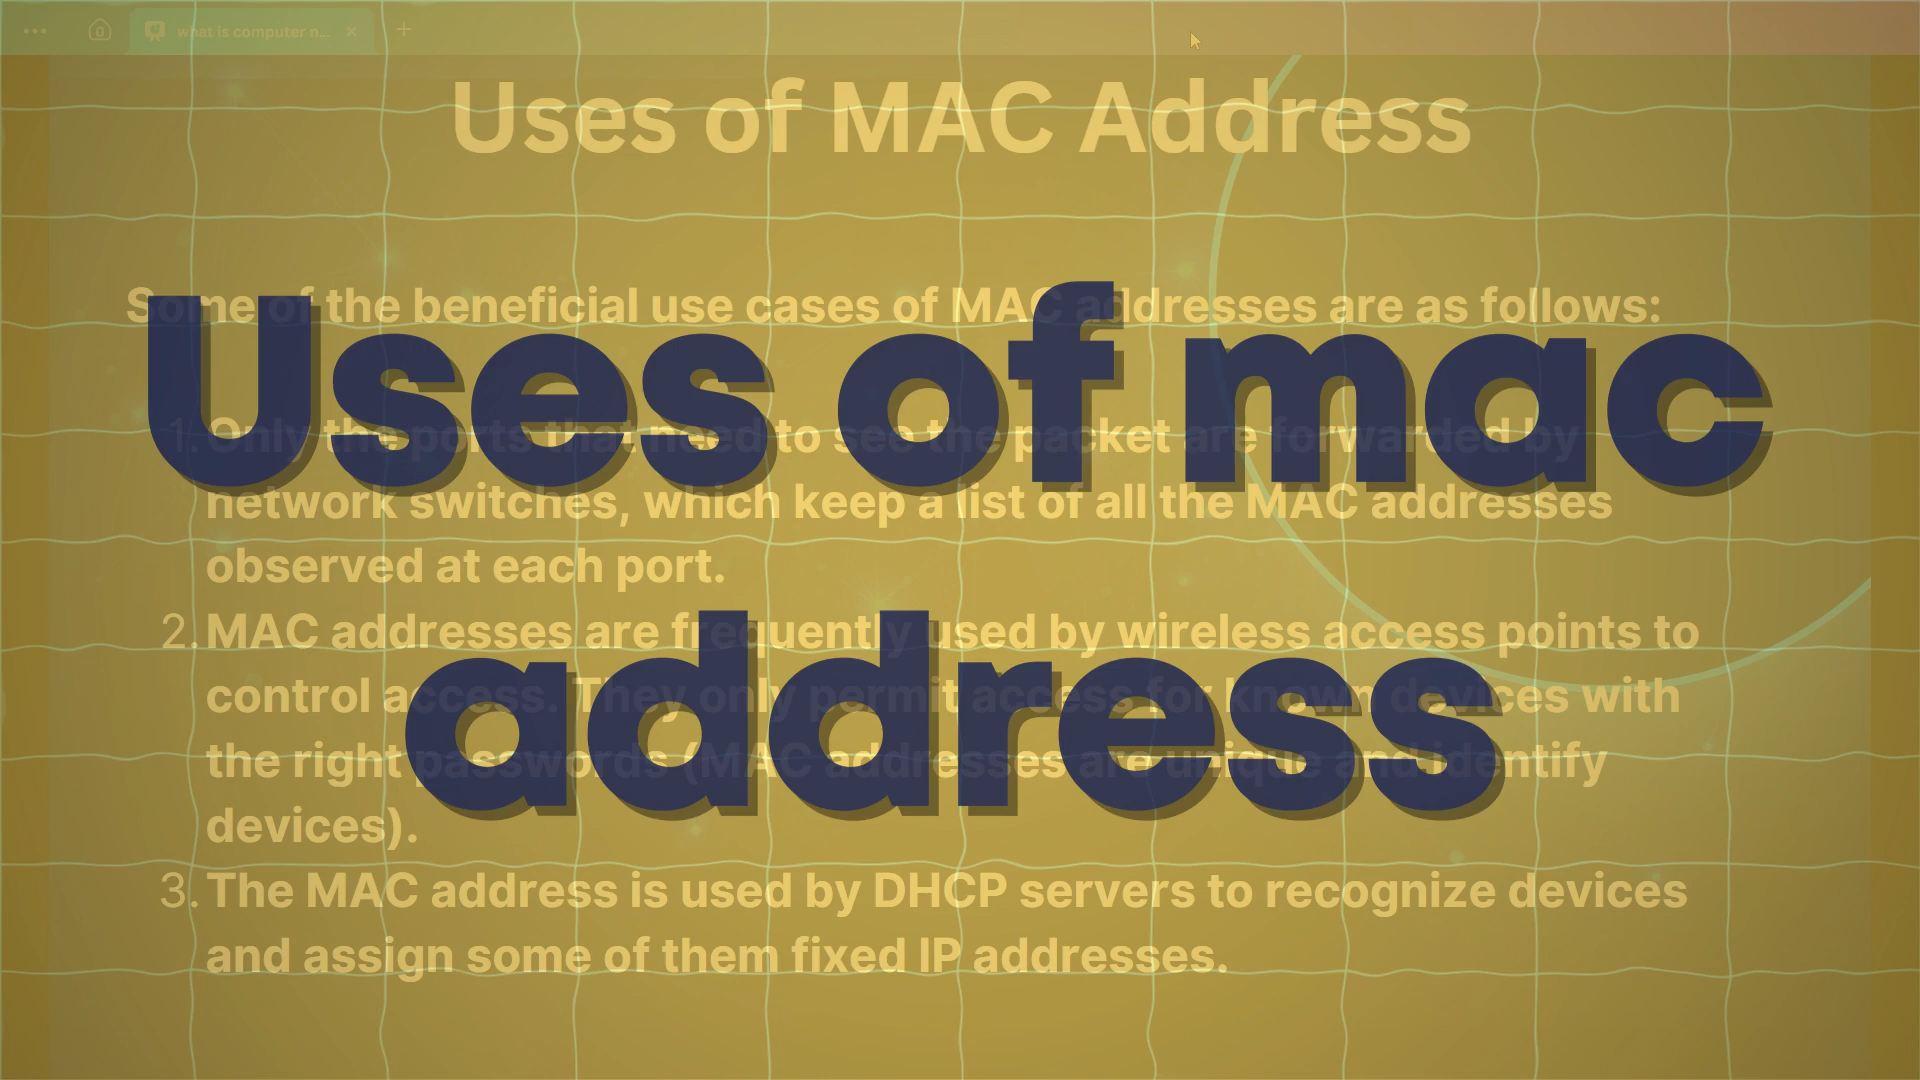 what is computer n...
Uses of MAC Address
Some of the beneficial use cases of MAC addresses are as follows:
Uses of mac
1. Only the ports that need to see the packet are forwarded by
network switches, which keep a list of all the MAC addresses
observed at each port.
2. MAC addresses are frequently used by wireless access points to
control access. They only permit access for known devices with
address
the right passwords (MAC addresses are unique and identify
devices).
3. The MAC address is used by DHCP servers to recognize devices
and assign some of them fixed IP addresses.